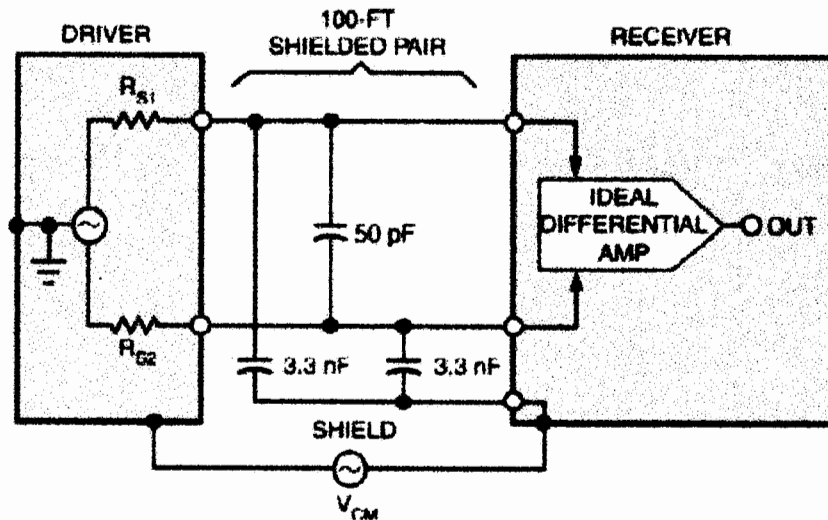 100-FT
SHIELDED PAIR
DRIVER
RECEIVER
RS1
IDEAL
DIFFERENTIAL
AMP
OUT
50 pF
RS2
3.3 nF
3.3 nF
SHIELD
VCM